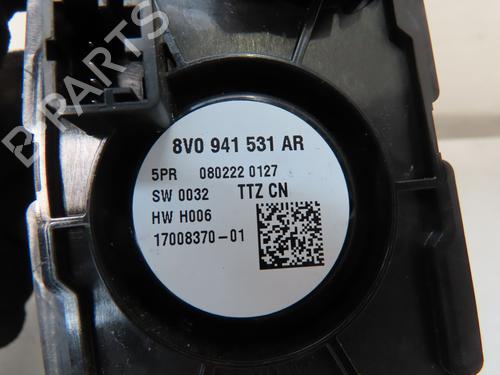 8V0 941 531 AR
5PR 080222 0127
SW 0032 TTZ CN
HW H006
17008370-01
B-PARTS